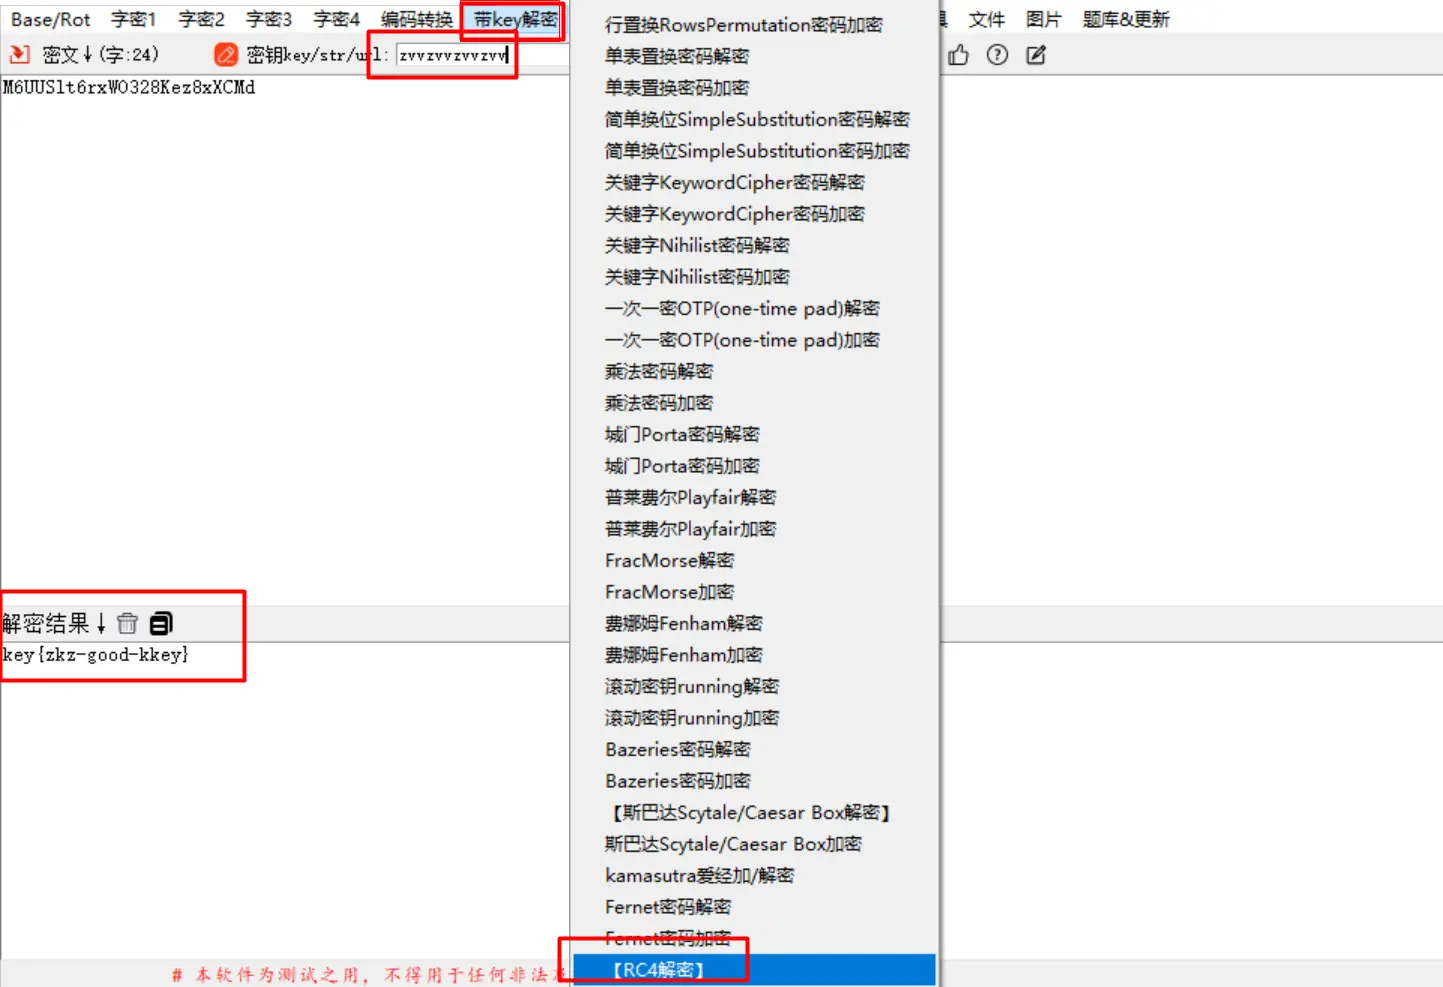 Base/Rot 字密1 字密2 字密3 字密4 编码转换 带key解密 文件 图片 题库&更新
密文↓(字:24) 密钥key/str/url: zvvzvvzvvzvv
M6UUSlt6rxWO328Kez8xXCMd
行置换RowsPermutation密码加密
单表置换密码解密
单表置换密码加密
简单换位SimpleSubstitution密码解密
简单换位SimpleSubstitution密码加密
关键字KeywordCipher密码解密
关键字KeywordCipher密码加密
关键字Nihilist密码解密
关键字Nihilist密码加密
一次一密OTP(one-time pad)解密
一次一密OTP(one-time pad)加密
乘法密码解密
乘法密码加密
城门Porta密码解密
城门Porta密码加密
普莱费尔Playfair解密
普莱费尔Playfair加密
FracMorse解密
FracMorse加密
费娜姆Fenham解密
费娜姆Fenham加密
滚动密钥running解密
滚动密钥running加密
Bazeries密码解密
Bazeries密码加密
【斯巴达Scytale/Caesar Box解密】
斯巴达Scytale/Caesar Box加密
kamasutra爱经加/解密
Fernet密码解密
Fernet密码加密
【RC4解密】
解密结果↓
key{zkz-good-kkey}
# 本软件为测试之用, 不得用于任何非法